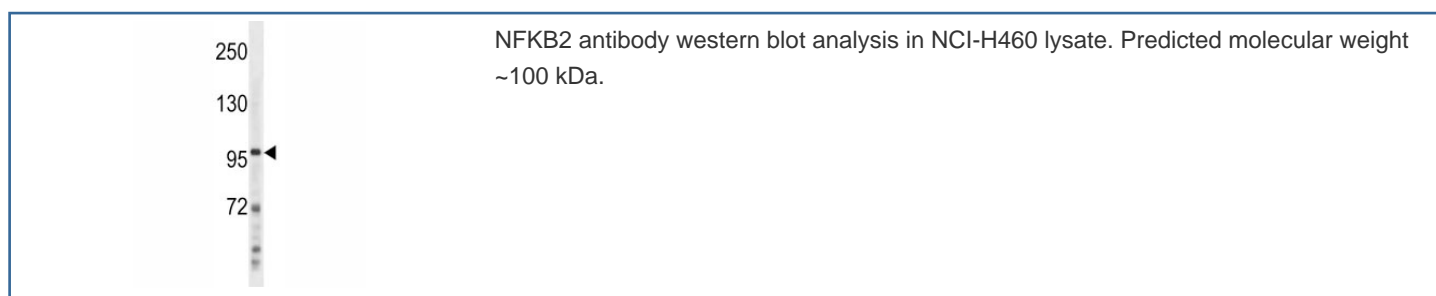 250
130
95
72
NFKB2 antibody western blot analysis in NCI-H460 lysate. Predicted molecular weight
~100 kDa.